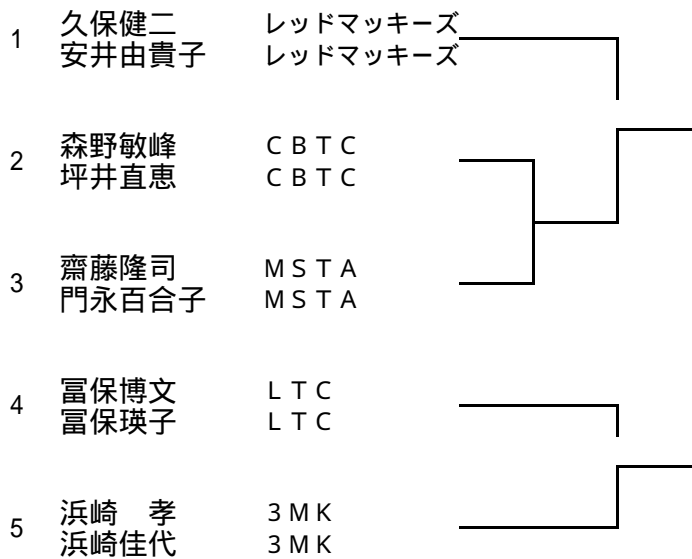 1 久保健二 レッドマッキーズ
安井由貴子 レッドマッキーズ
2 森野敏峰 ＣＢＴＣ
坪井直恵 ＣＢＴＣ
3 齋藤隆司 ＭＳＴＡ
門永百合子 ＭＳＴＡ
4 冨保博文 ＬＴＣ
冨保瑛子 ＬＴＣ
5 浜崎　孝 ３ＭＫ
浜崎佳代 ３ＭＫ